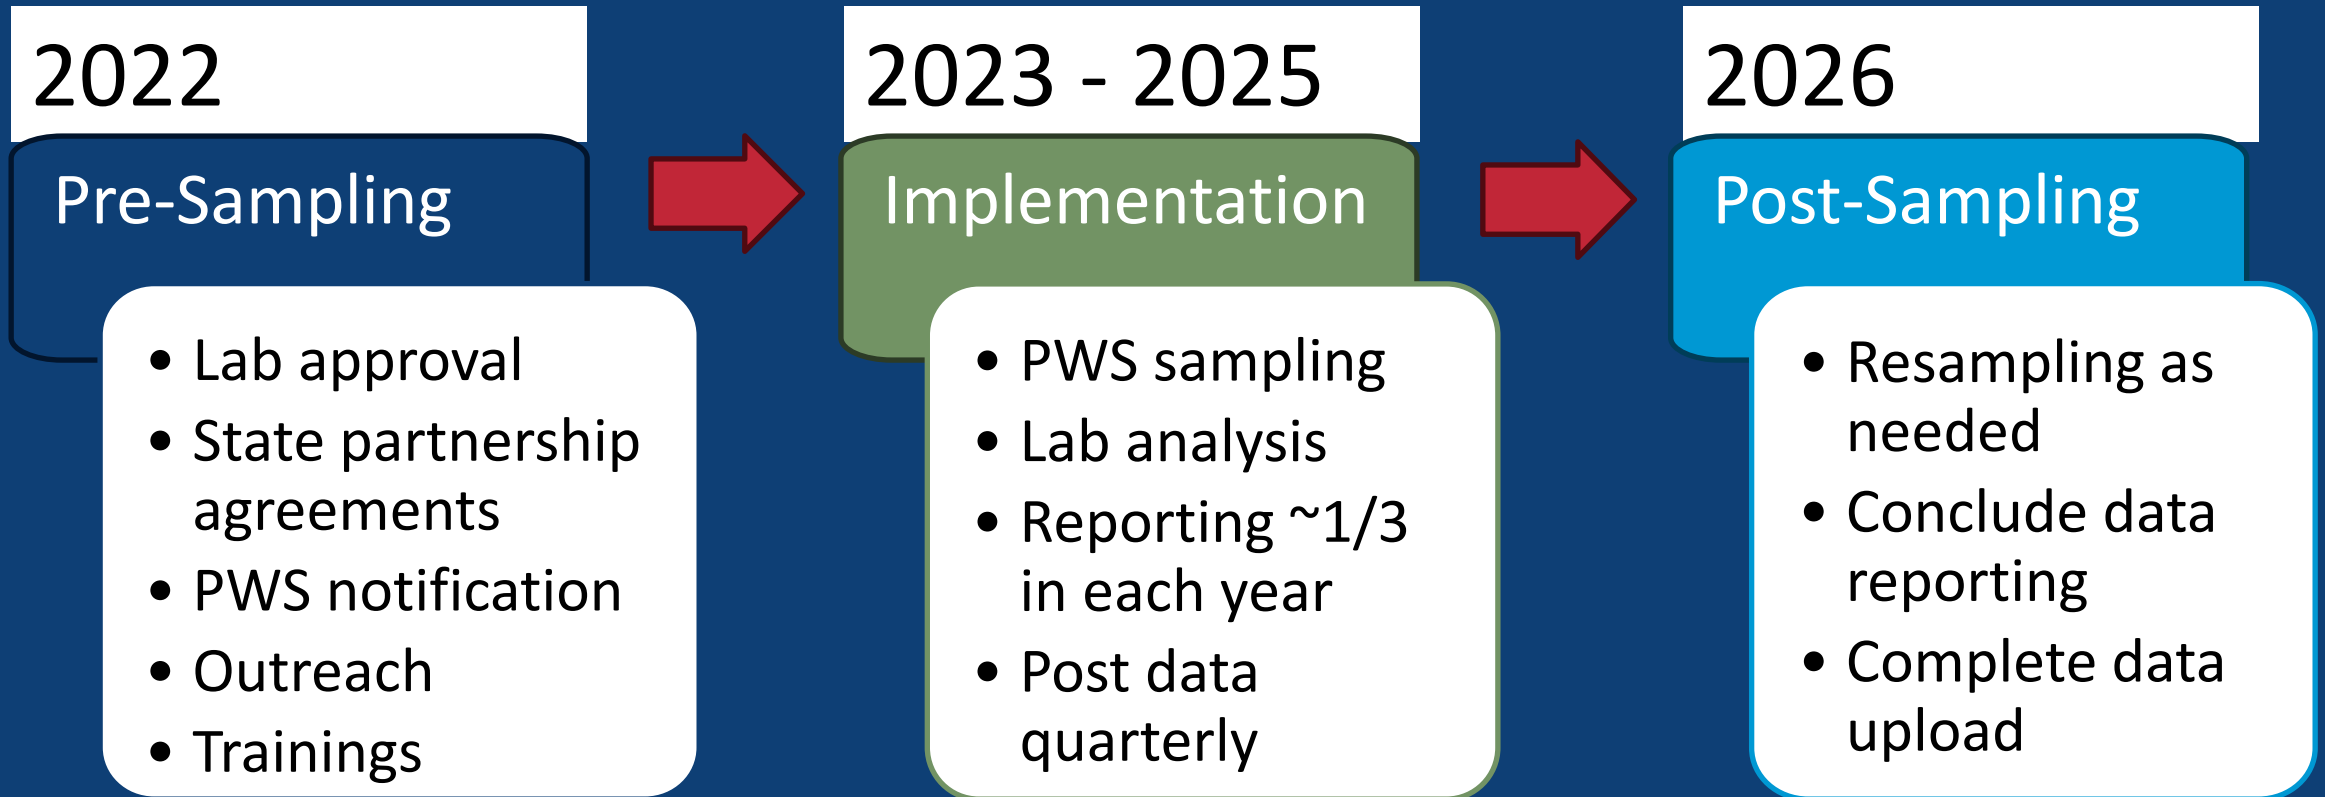 2022
Pre-Sampling
• Lab approval
• State partnership
agreements
• PWS notification
• Outreach
• Trainings
2023 - 2025
Implementation
• PWS sampling
• Lab analysis
• Reporting ~1/3
in each year
• Post data
quarterly
2026
Post-Sampling
• Resampling as
needed
• Conclude data
reporting
• Complete data
upload